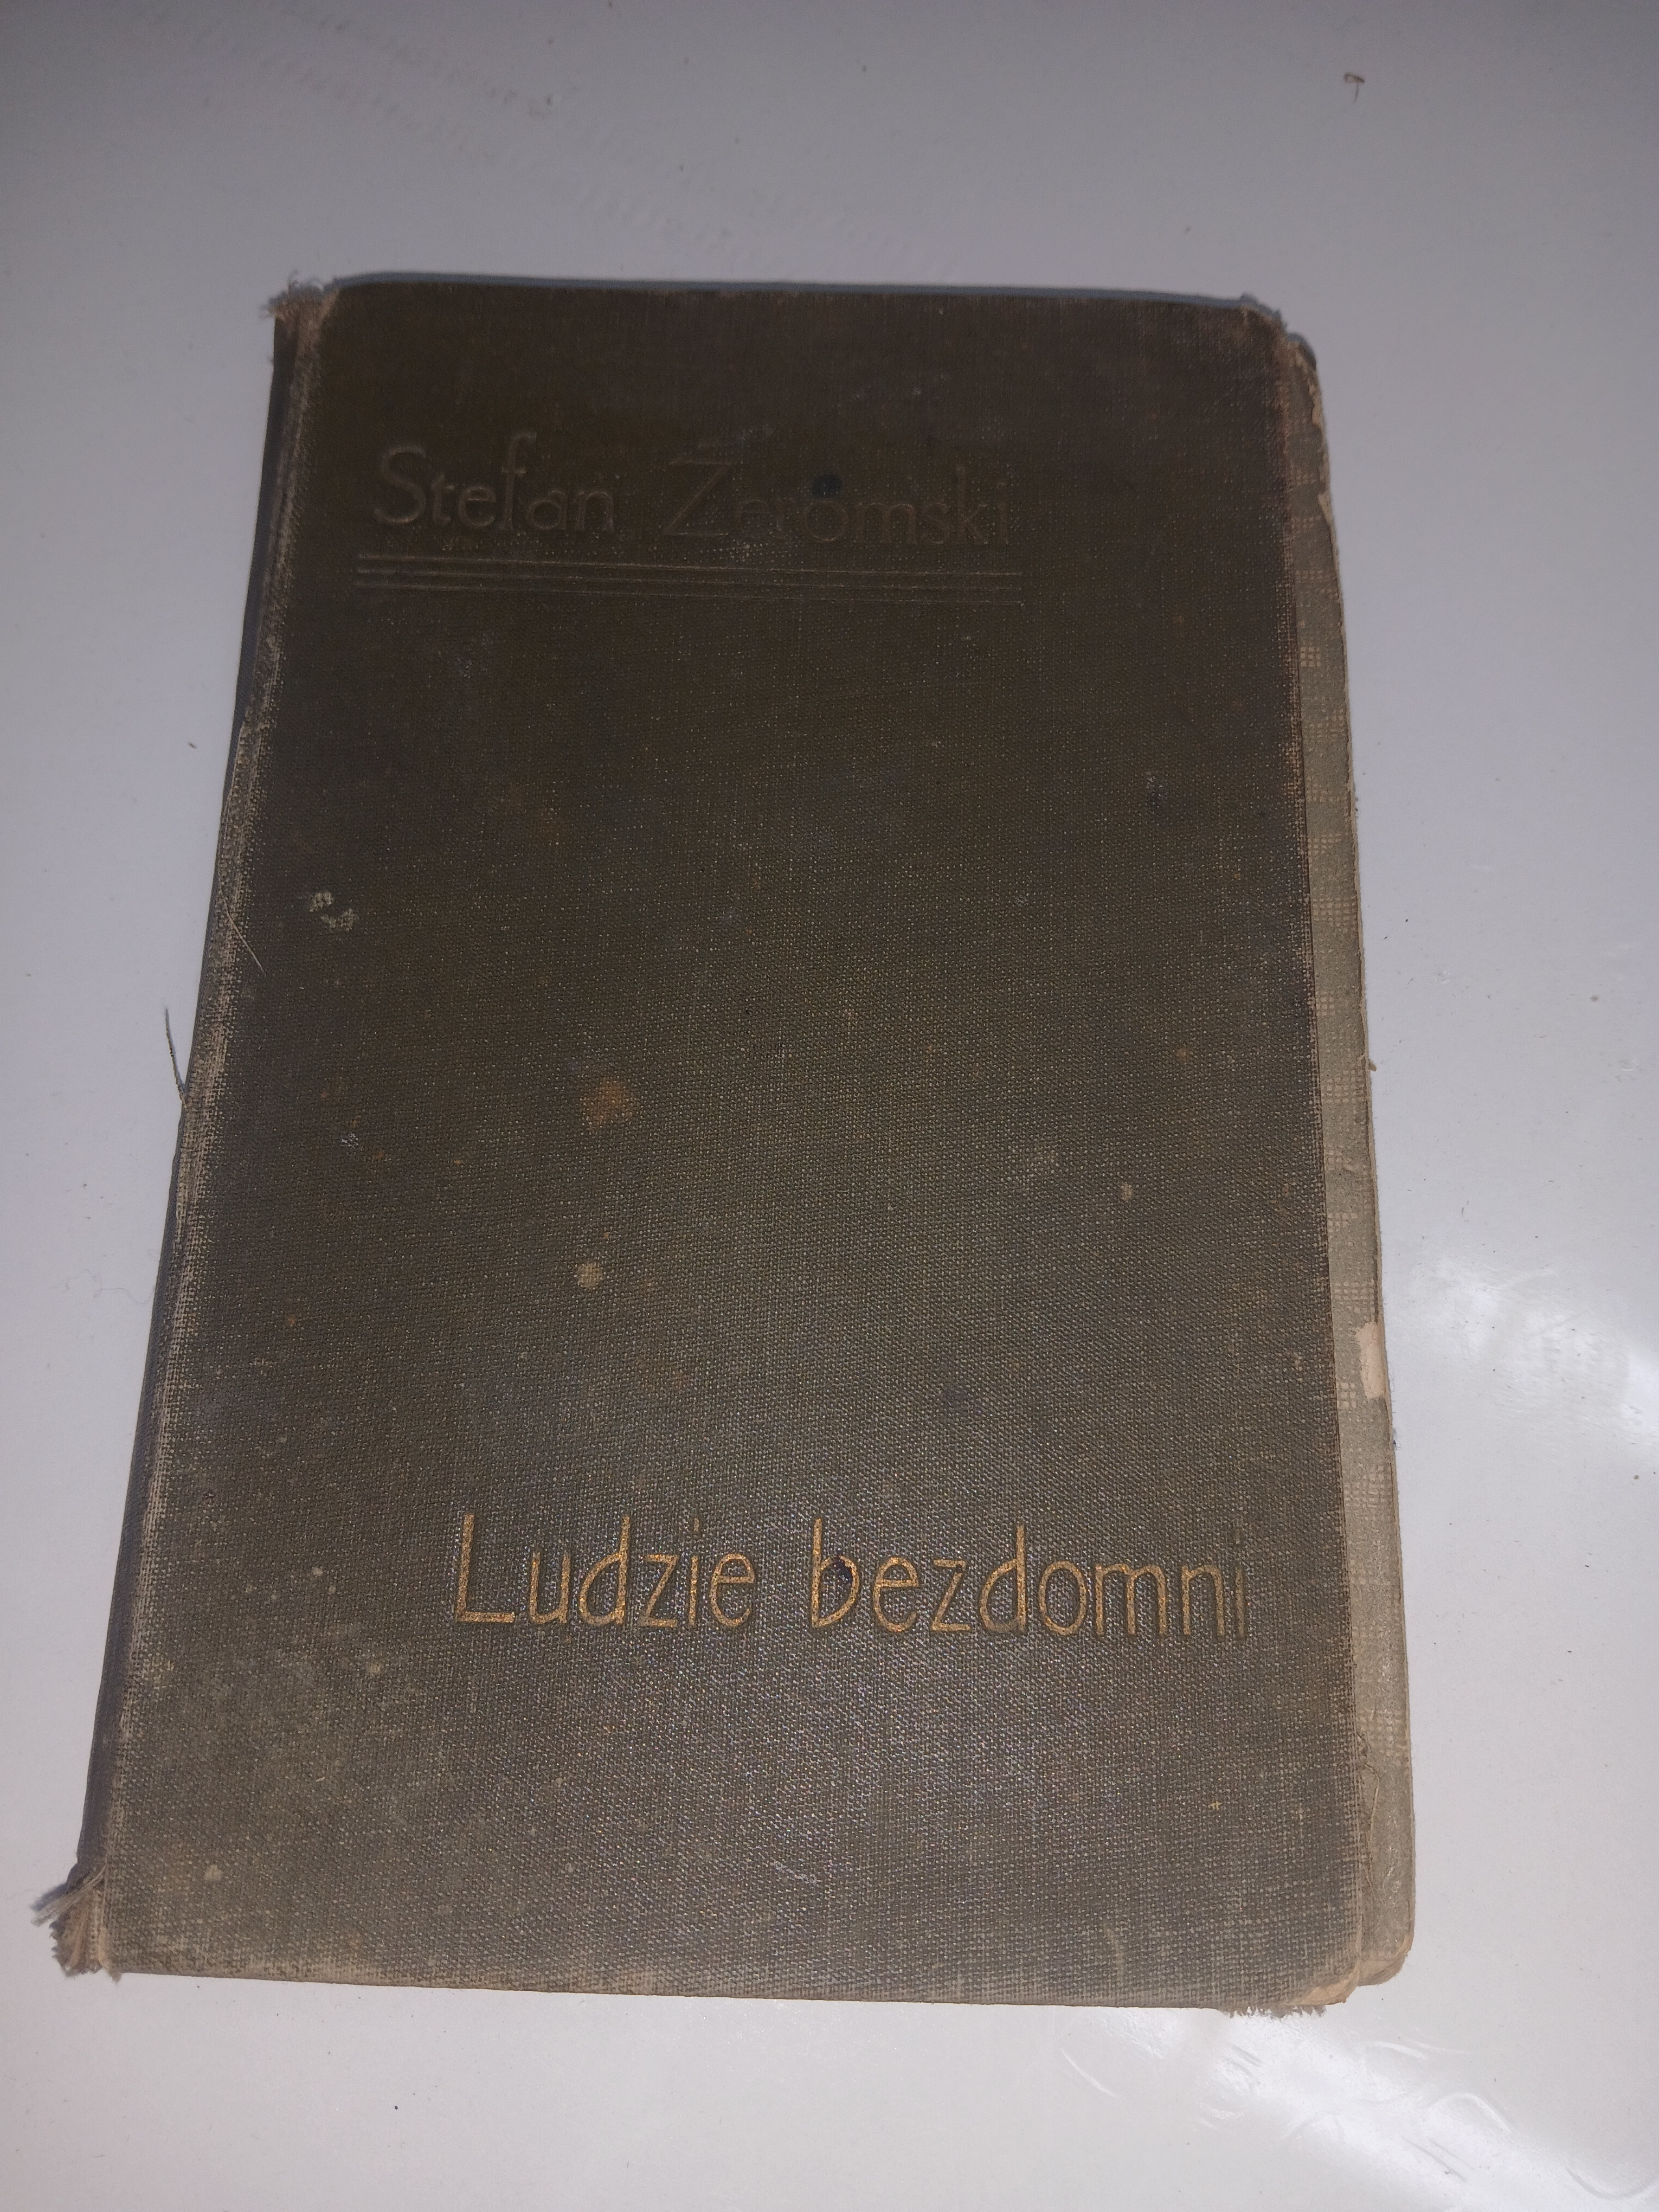 Stefan Żeromski
Ludzie bezdomni